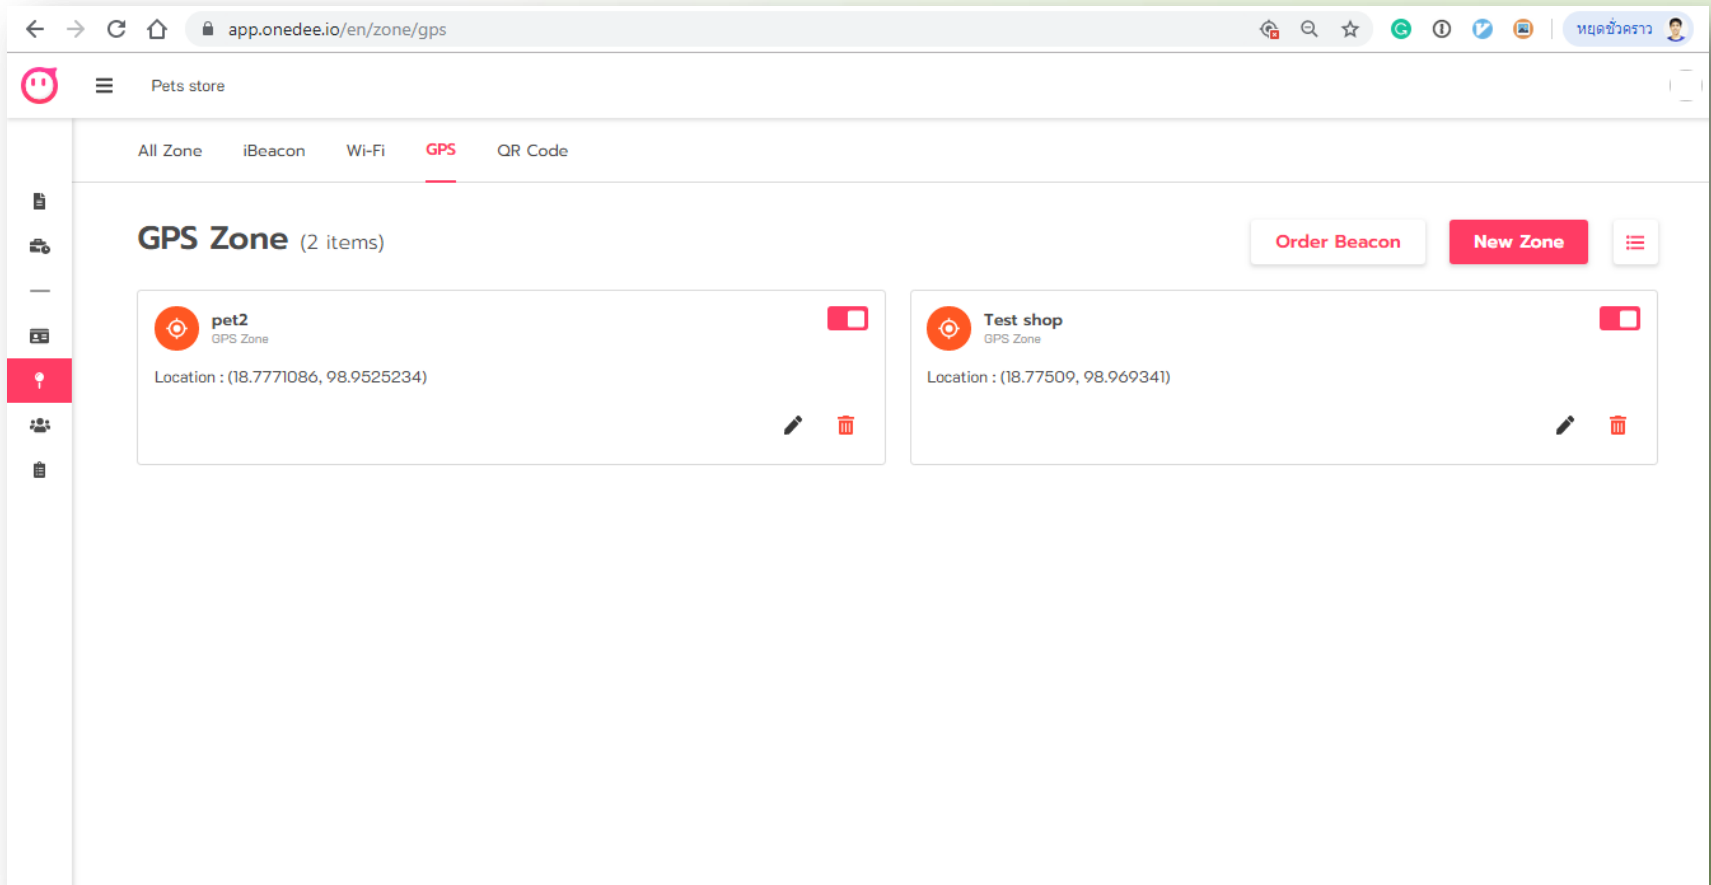 app.onedee.io/en/zone/gps
หยุดชั่วคราว
Pets store
All Zone iBeacon Wi-Fi GPS QR Code
GPS Zone (2 items)
Order Beacon New Zone
pet2
GPS Zone
Location : (18.7771086, 98.9525234)
Test shop
GPS Zone
Location : (18.77509, 98.969341)